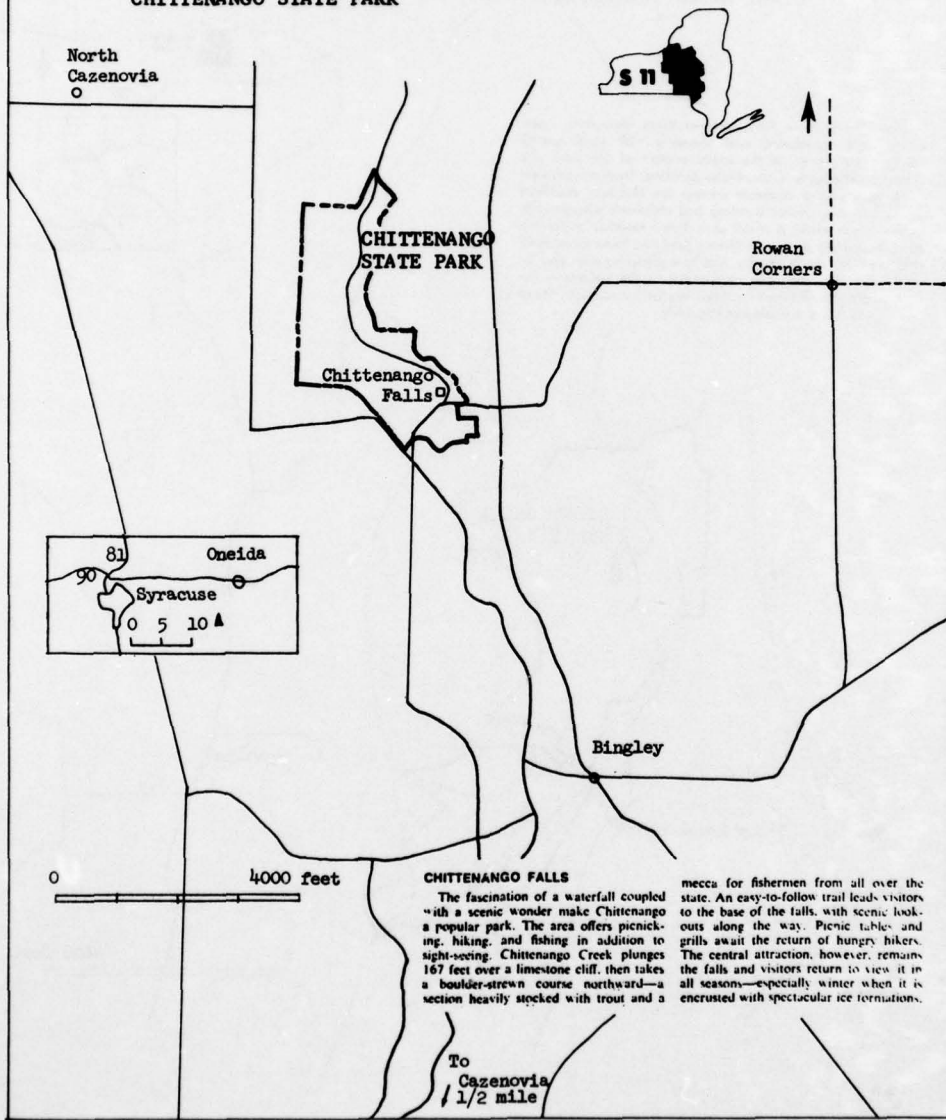 CHITTENANGO STATE PARK
North
Cazenovia
S 11
CHITTENANGO
STATE PARK
Rowan
Corners
Chittenango
Falls
81
Oneida
90
Syracuse
0 5 10
Bingley
0 4000 feet
CHITTENANGO FALLS
The fascination of a waterfall coupled
with a scenic wonder make Chittenango
a popular park. The area offers picnick-
ing, hiking, and fishing in addition to
sight-seeing. Chittenango Creek plunges
167 feet over a limestone cliff, then takes
a boulder-strewn course northward—a
section heavily stocked with trout and a
mecca for fishermen from all over the
state. An easy-to-follow trail leads visitors
to the base of the falls, with scenic look-
outs along the way. Picnic tables and
grills await the return of hungry hikers.
The central attraction, however, remains
the falls and visitors return to view it in
all seasons—especially winter when it is
encrusted with spectacular ice formations.
To
Cazenovia
1/2 mile